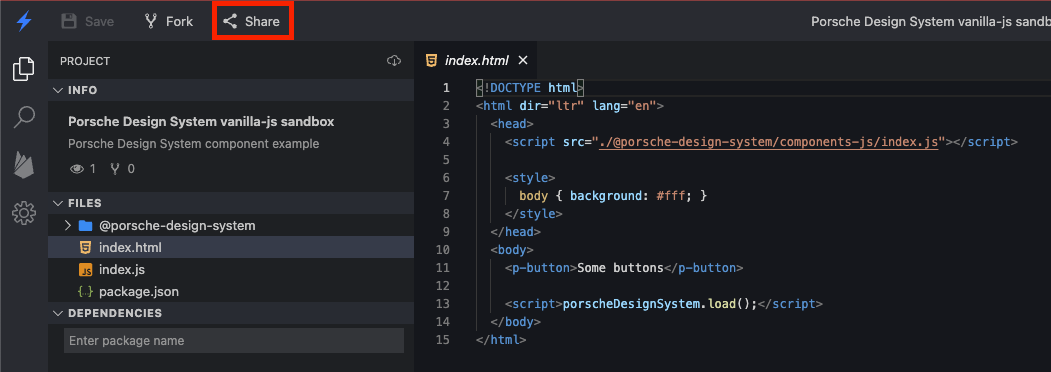 Save Fork Share Porsche Design System vanilla-js sandb
PROJECT
INFO
Porsche Design System vanilla-js sandbox
Porsche Design System component example
1 0
FILES
@porsche-design-system
index.html
JS index.js
{..} package.json
DEPENDENCIES
Enter package name
index.html
1 <!DOCTYPE html>
2 <html dir="ltr" lang="en">
3 <head>
4 <script src="./@porsche-design-system/components-js/index.js"></script>
5
6 <style>
7 body { background: #fff; }
8 </style>
9 </head>
10 <body>
11 <p-button>Some buttons</p-button>
12
13 <script>porscheDesignSystem.load();</script>
14 </body>
15 </html>